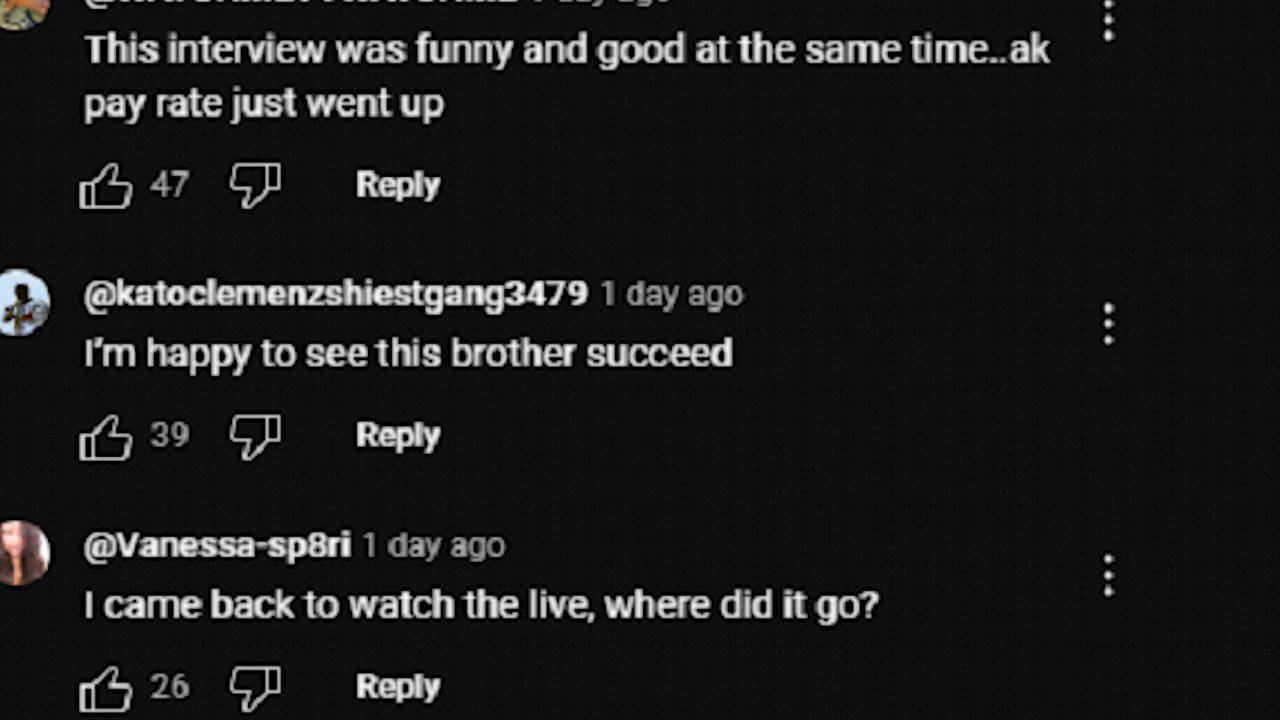 day ago
This interview was funny and good at the same time..ak
pay rate just went up
47 Reply
@katoclemenzshiestgang3479 1 day ago
I'm happy to see this brother succeed
39 Reply
@Vanessa-sp8ri 1 day ago
I came back to watch the live, where did it go?
26 Reply